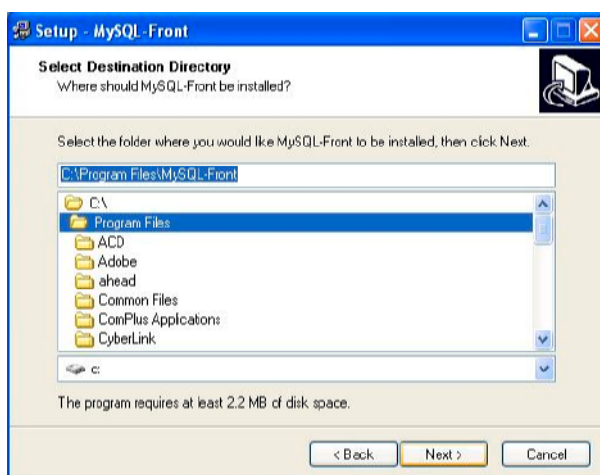 Setup - MySQL-Front
Select Destination Directory
Where should MySQL-Front be installed?
Select the folder where you would like MySQL-Front to be installed, then click Next.
C:\Program Files\MySQL-Front
C:\
Program Files
ACD
Adobe
ahead
Common Files
ComPlus Applications
CyberLink
c:
The program requires at least 2.2 MB of disk space.
< Back Next > Cancel